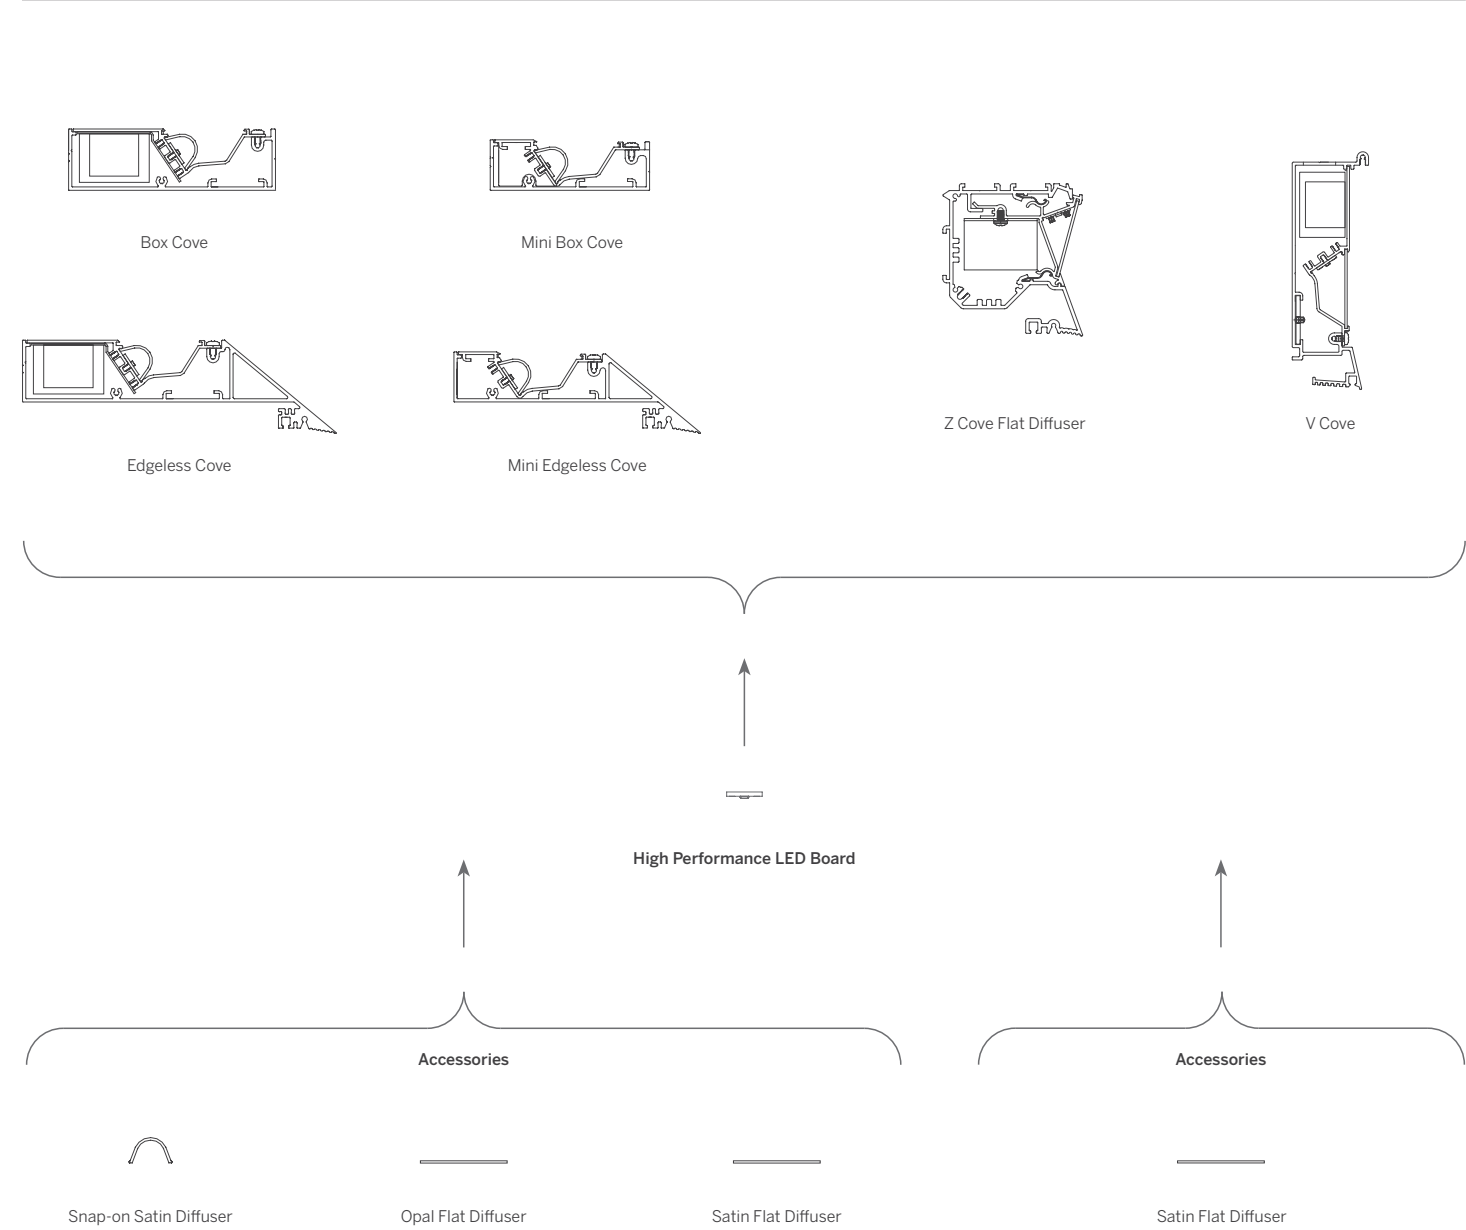 Box Cove
Mini Box Cove
Edgeless Cove
Mini Edgeless Cove
Z Cove Flat Diffuser
V Cove
High Performance LED Board
Accessories
Accessories
Snap-on Satin Diffuser
Opal Flat Diffuser
Satin Flat Diffuser
Satin Flat Diffuser